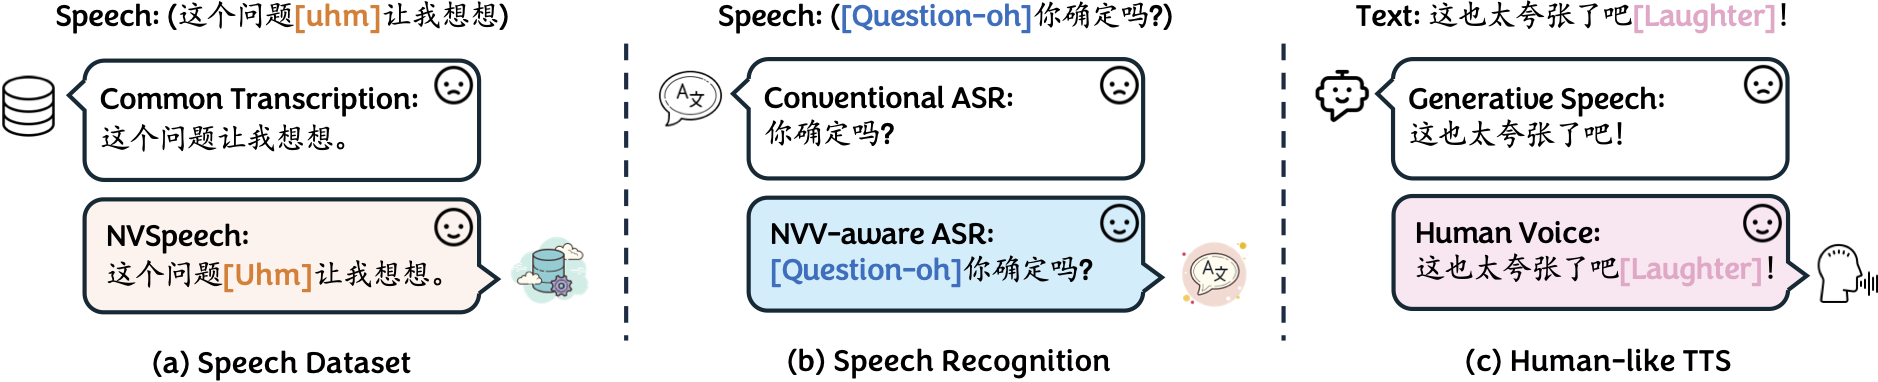 Speech: (这个问题[uhm]让我想想)
Common Transcription:
这个问题让我想想。
NVSpeech:
这个问题[Uhm]让我想想。
(a) Speech Dataset
Speech: ([Question-oh]你确定吗?)
A文
Conventional ASR:
你确定吗?
NVV-aware ASR:
[Question-oh]你确定吗?
A文
(b) Speech Recognition
Text: 这也太夸张了吧[Laughter]!
Generative Speech:
这也太夸张了吧!
Human Voice:
这也太夸张了吧[Laughter]!
(c) Human-like TTS